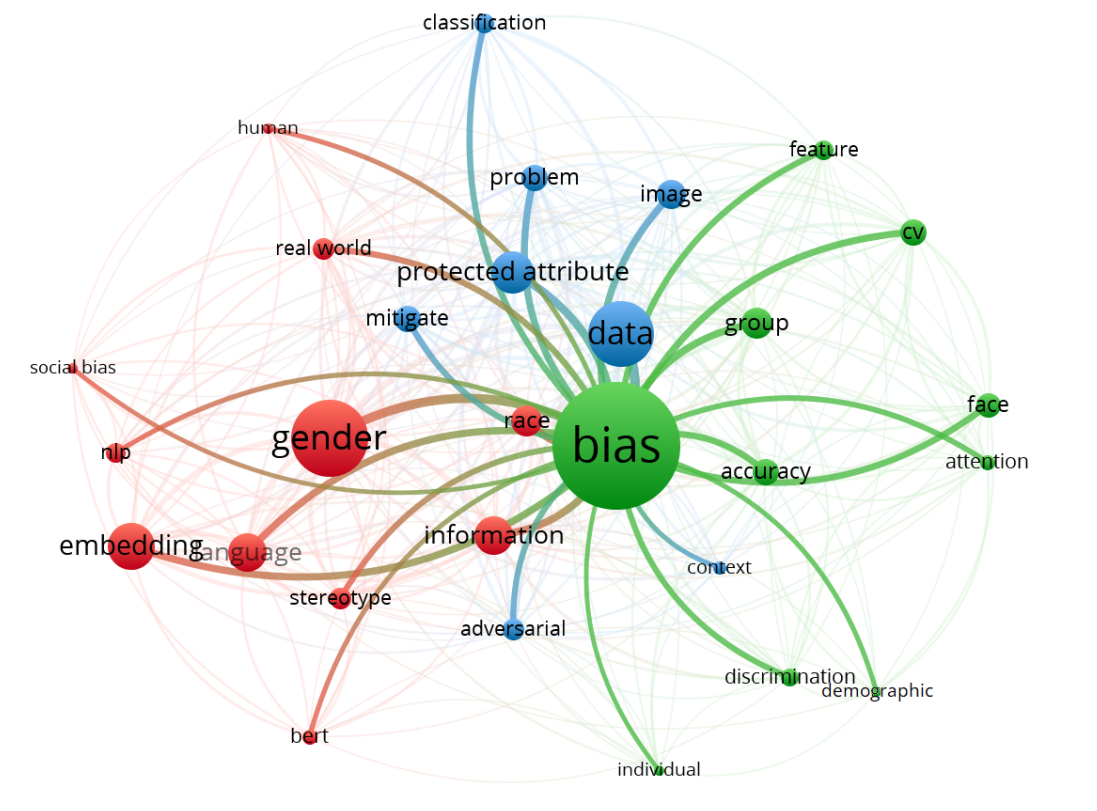 classification
human
feature
problem
image
cv
real world
protected attribute
mitigate
group
data
social bias
face
race
gender
bias
nlp
attention
accuracy
information
embedding
language
context
stereotype
adversarial
discrimination
demographic
bert
individual